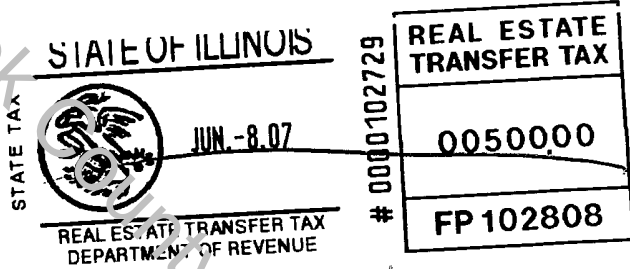 STATE OF ILLINOIS
STATE TAX
JUN.-8.07
REAL ESTATE TRANSFER TAX
DEPARTMENT OF REVENUE
# 0000102729
REAL ESTATE
TRANSFER TAX
0050000
FP 102808
County